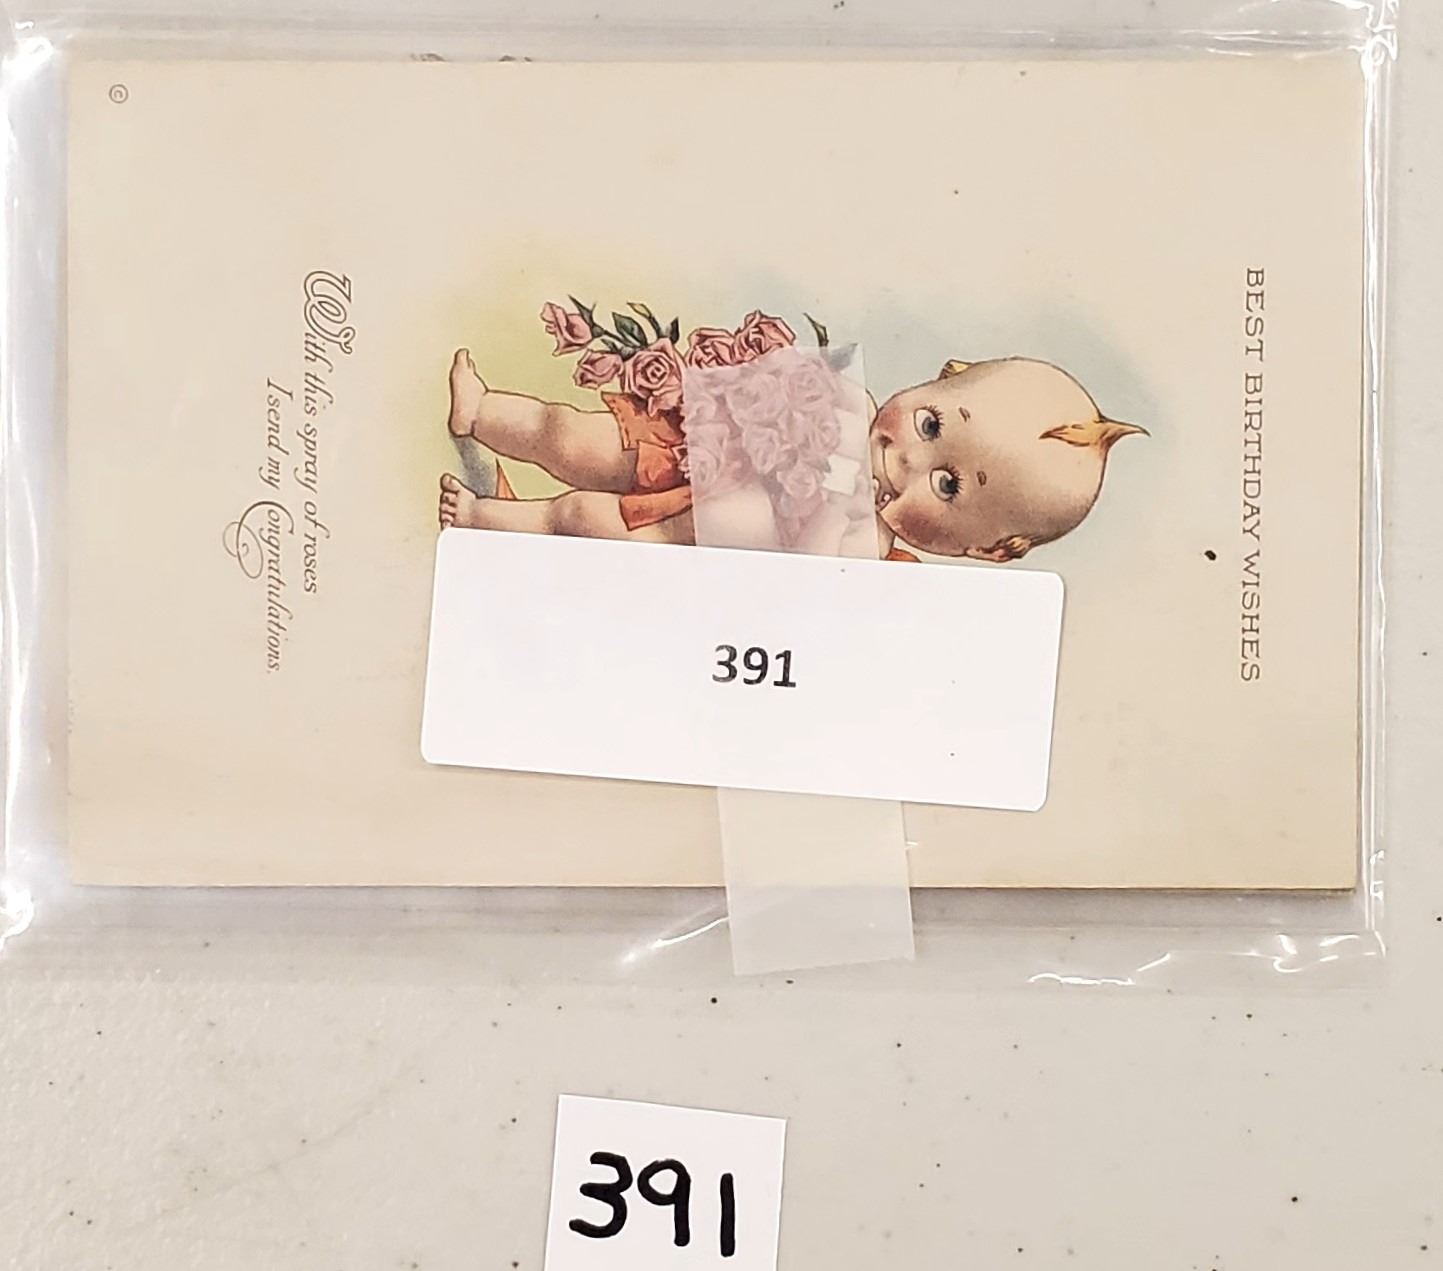 BEST BIRTHDAY WISHES
With this spray of roses
I send my Congratulations.
©
391
391